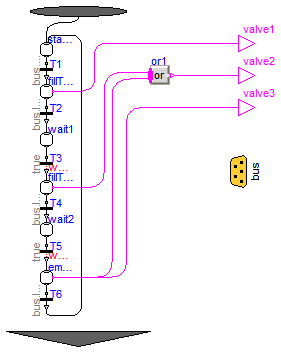 valve1
sta...
or1
T1
bus....
fillT...
or
valve2
T2
bus.l...
valve3
wait1
T3
true
w...
fillT...
bus
T4
bus.l...
wait2
T5
true
w...
em...
T6
bus.l...